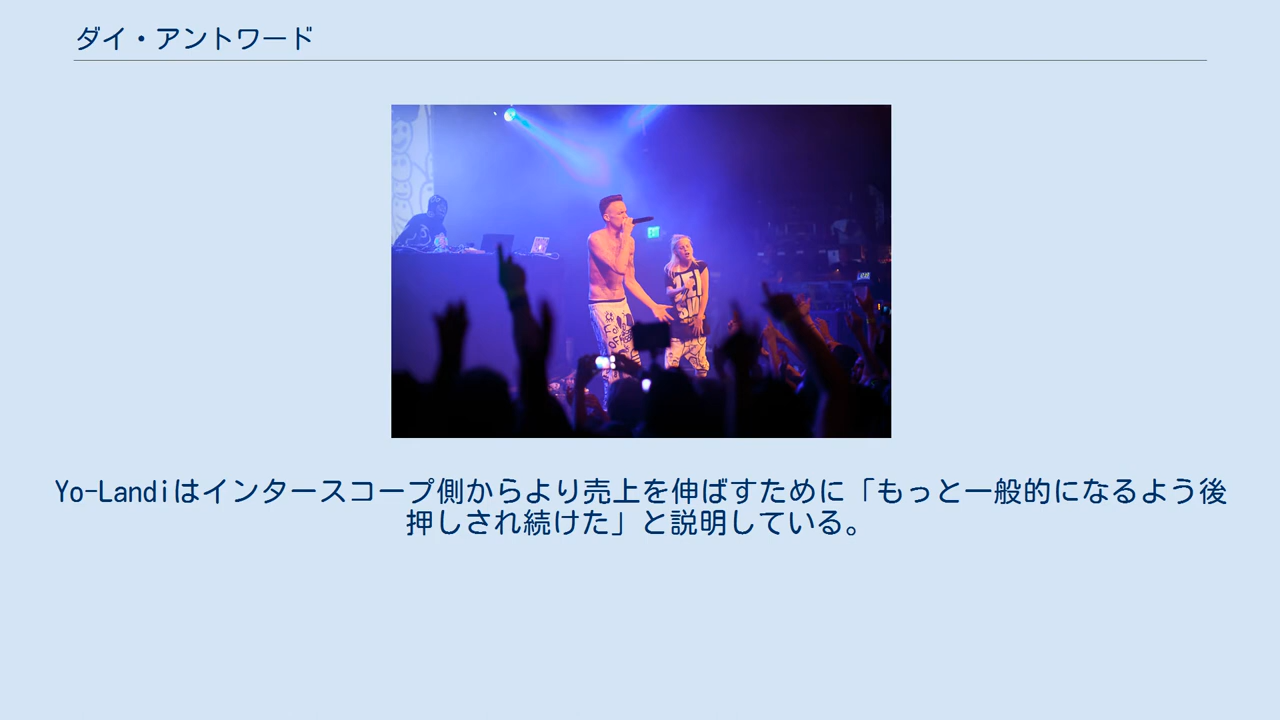 ダイ・アントワード
Yo-Landiはインタースコープ側からより売上を伸ばすために「もっと一般的になるよう後
押しされ続けた」と説明している。